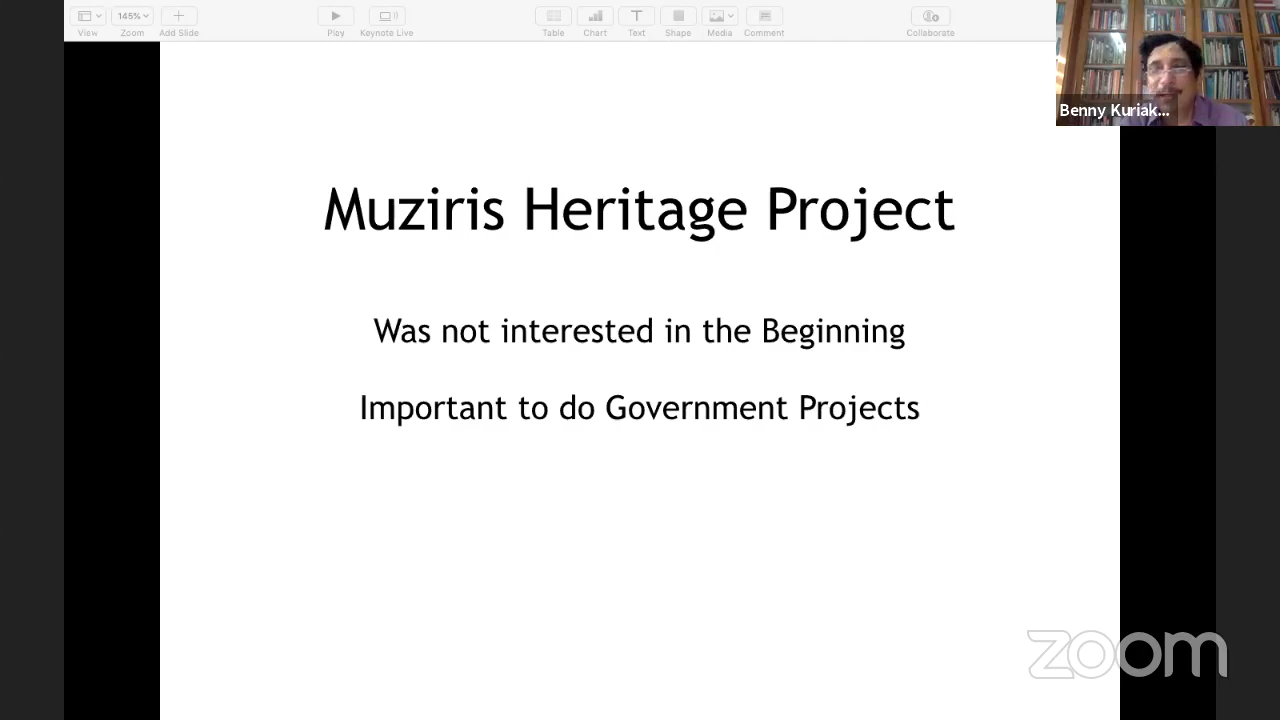 145%
View
Zoom
Add Slide
Play
Keynote Live
Table
Chart
Text
Shape
Media
Comment
Collaborate
Benny Kuriak...
Muziris Heritage Project
Was not interested in the Beginning
Important to do Government Projects
zoom